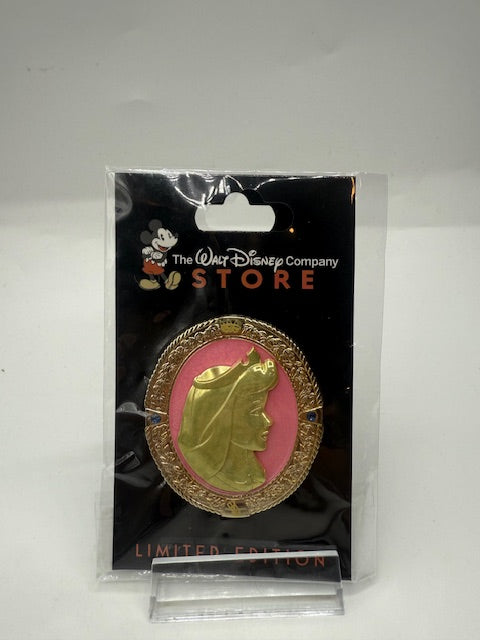 The WALT DISNEY Company
STORE
LIMITED EDITION